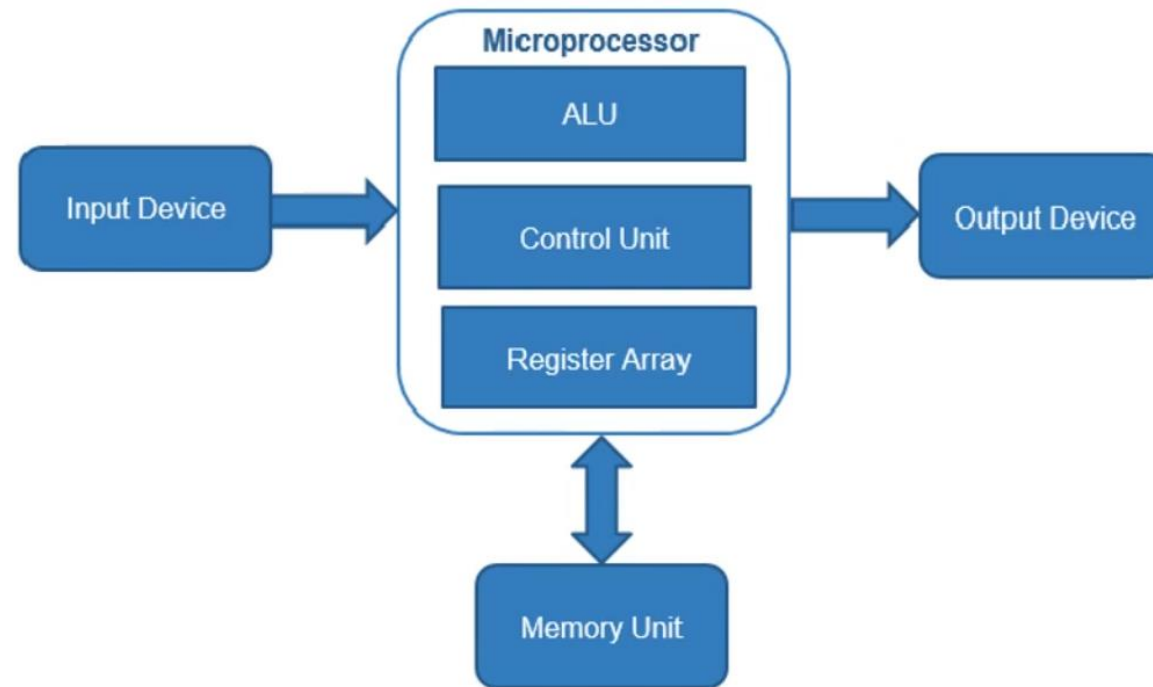 Microprocessor
ALU
Input Device
Control Unit
Output Device
Register Array
Memory Unit